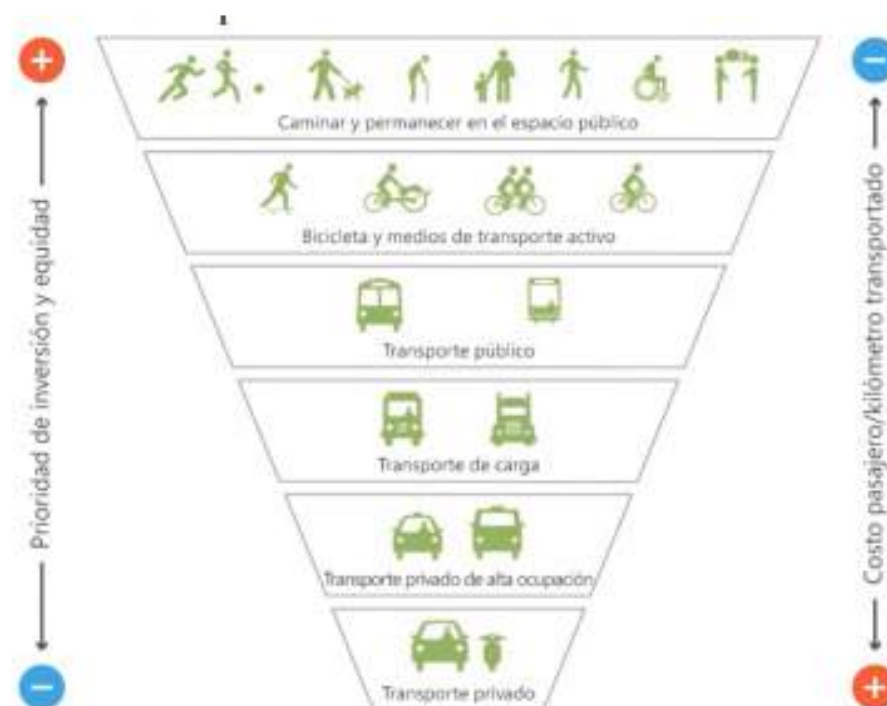 Caminar y permanecer en el espacio público
Bicicleta y medios de transporte activo
Transporte público
Transporte de carga
Transporte privado de alta ocupación
Transporte privado
Prioridad de inversión y equidad
Costo pasajero/kilómetro transportado